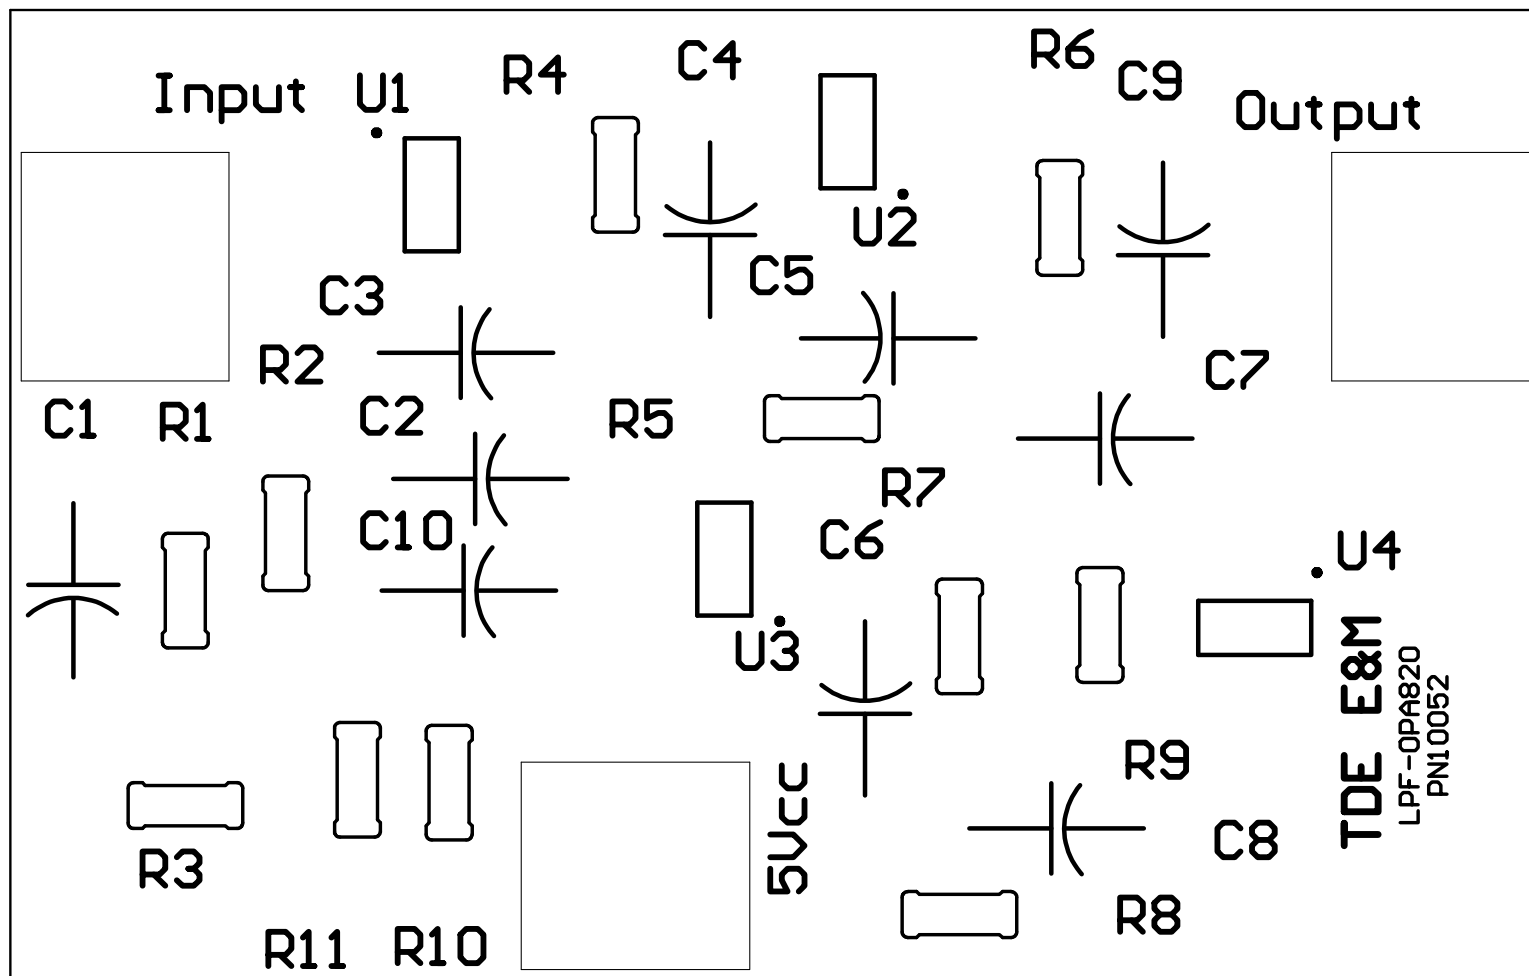 Input
U1
R4
C4
R6
C9
Output
U2
C3
C5
R2
C7
C1
R1
C2
R5
R7
C10
C6
U4
U3
TDE E&M
LPF-OPA820
PN10052
5Vcc
R9
C8
R3
R8
R11
R10